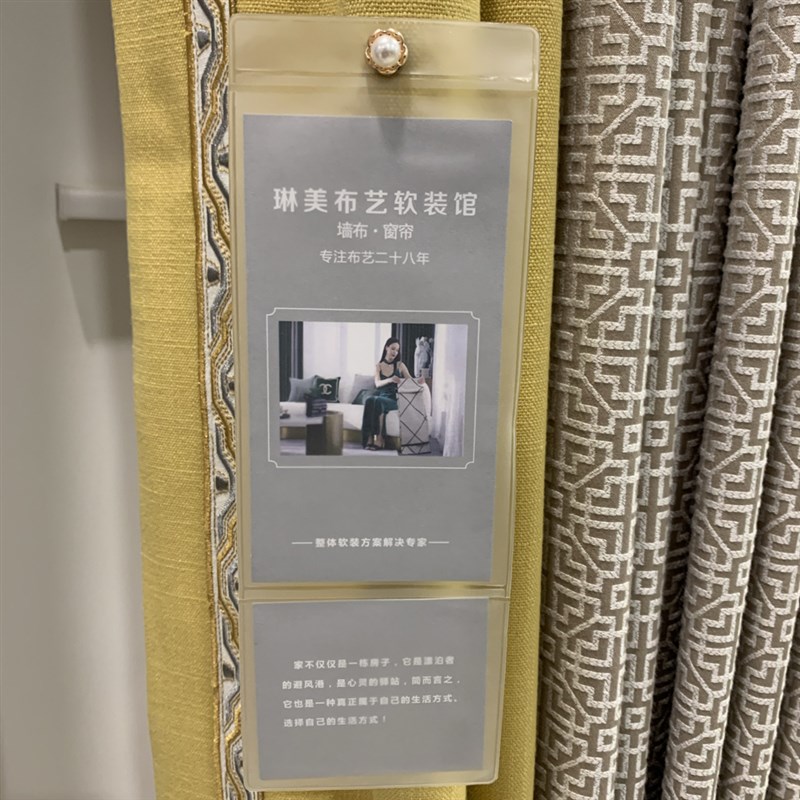 琳美布艺软装馆
墙布·窗帘
专注布艺二十八年
——整体软装方案解决专家——
家不仅仅是一栋房子，它是漂泊者
的避风港，是心灵的驿站，简而言之，
它也是一种真正属于自己的生活方式、
选择自己的生活方式！